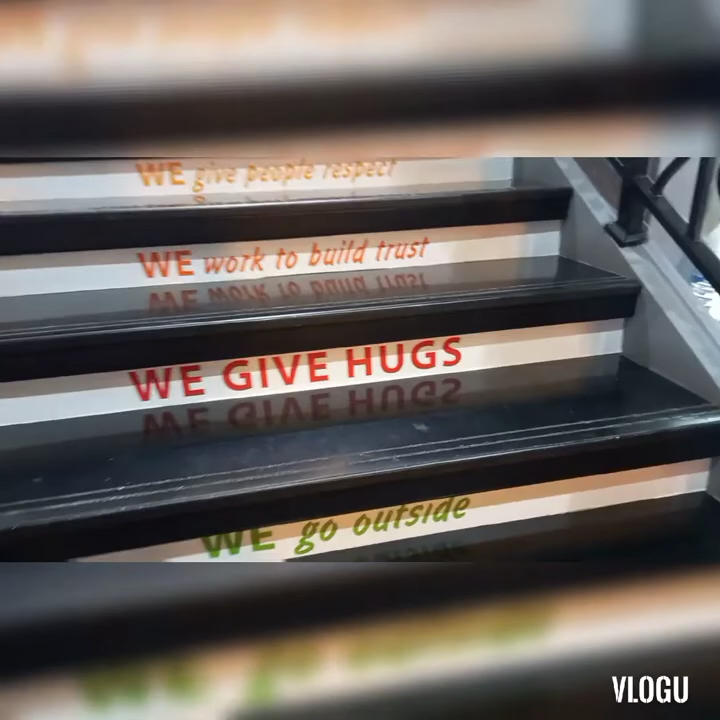 WE give people respect
WE work to build trust
WE GIVE HUGS
WE go outside
VLOGU